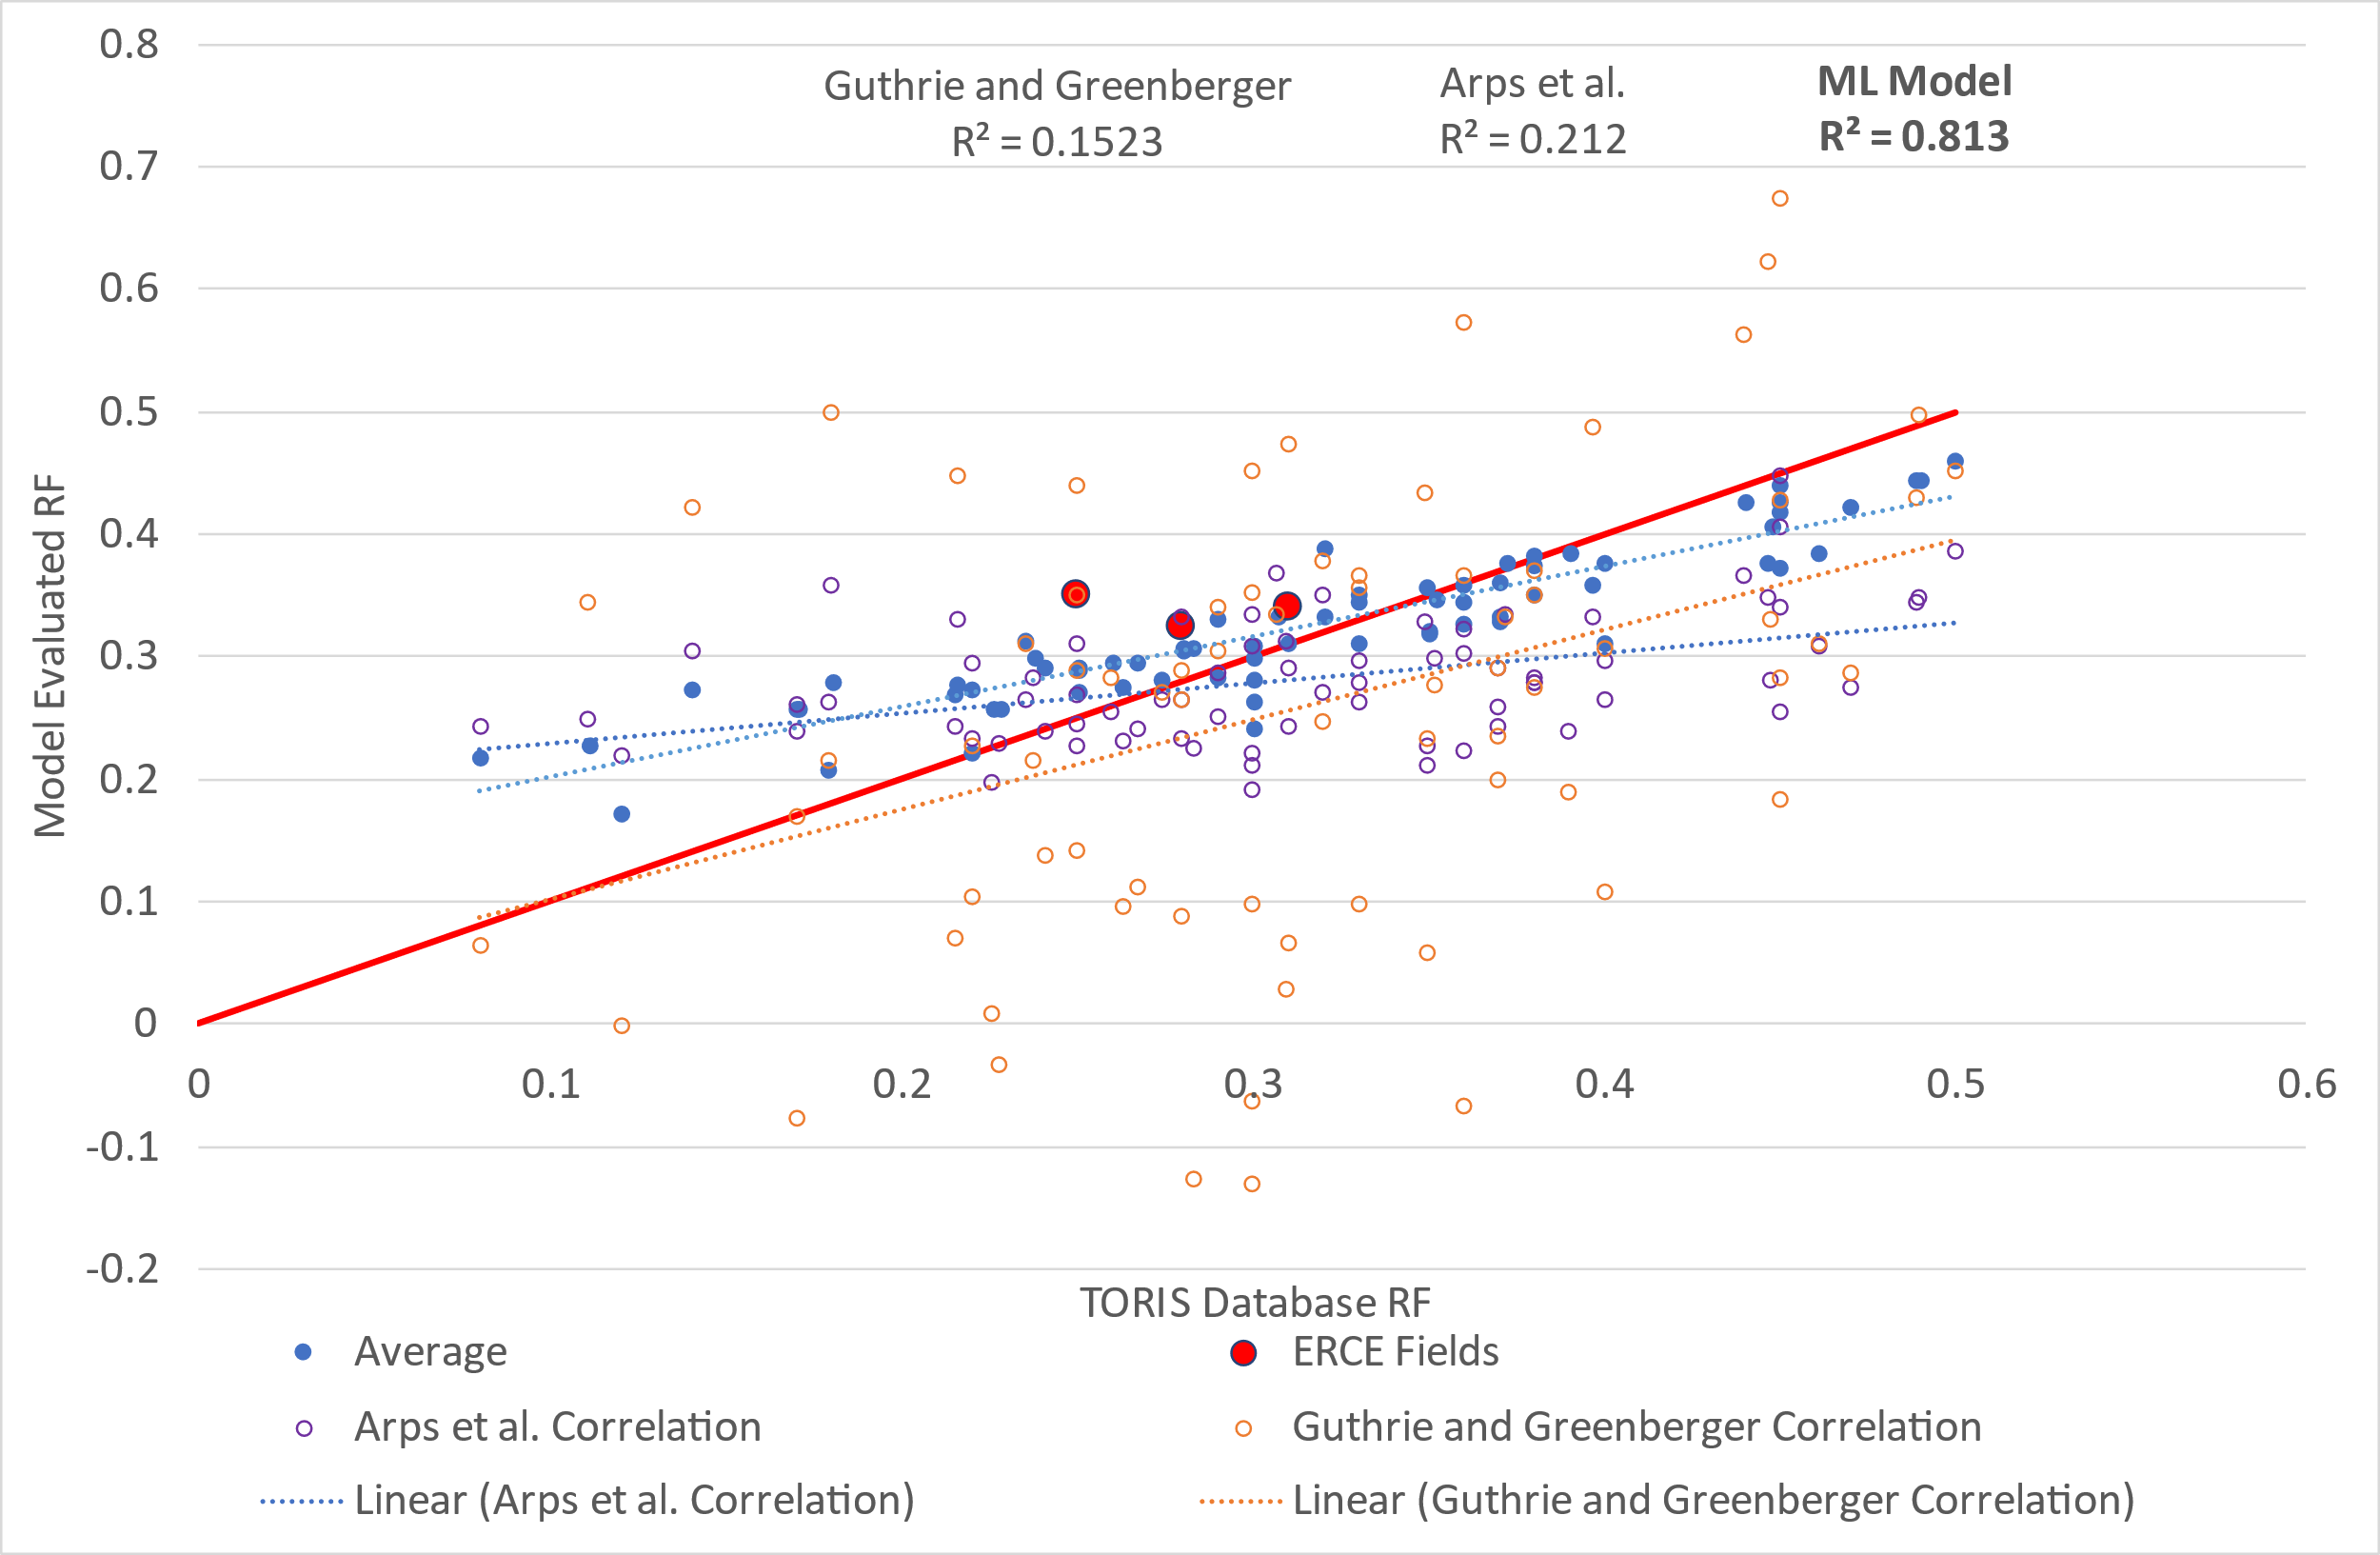 0.8
0.7
0.6
0.5
0.4
0.3
0.2
0.1
0
-0.1
-0.2
Model Evaluated RF
Guthrie and Greenberger
R² = 0.1523
Arps et al.
R² = 0.212
ML Model
R² = 0.813
0 0.1 0.2 0.3 0.4 0.5 0.6
TORIS Database RF
Average
ERCE Fields
Arps et al. Correlation
Guthrie and Greenberger Correlation
Linear (Arps et al. Correlation)
Linear (Guthrie and Greenberger Correlation)